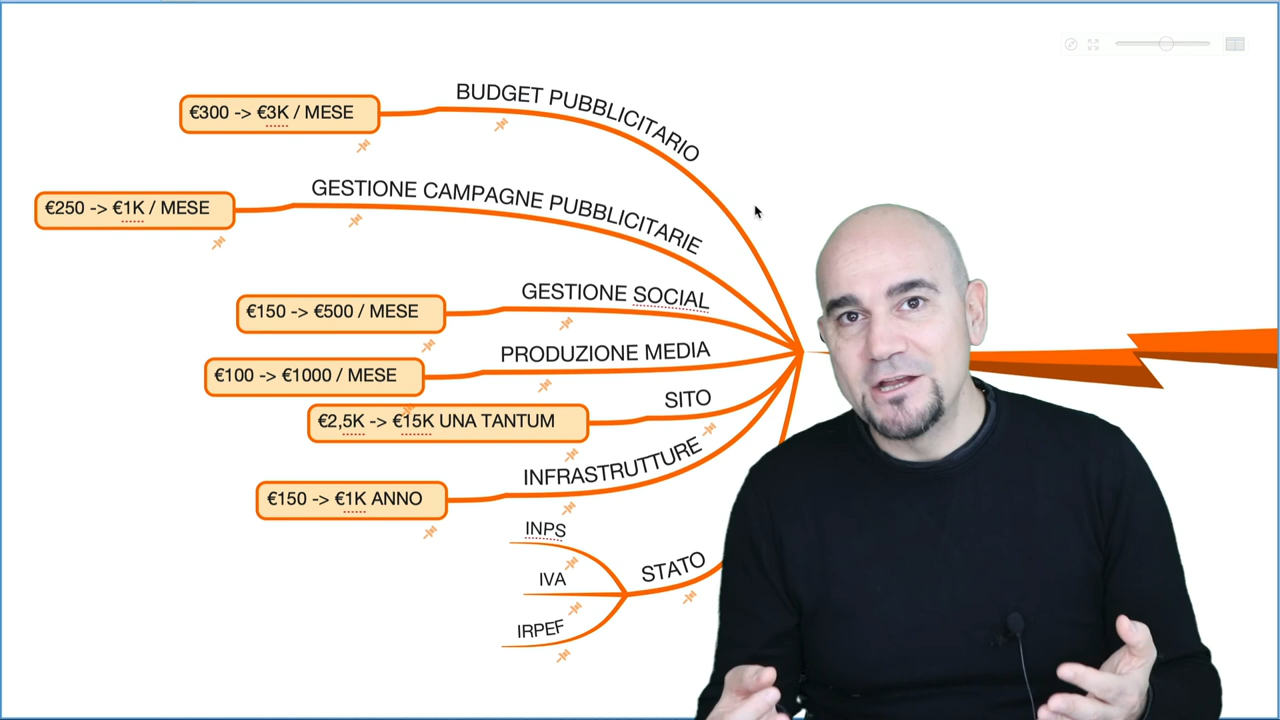 BUDGET PUBBLICITARIO
€300 -> €3K / MESE
GESTIONE CAMPAGNE PUBBLICITARIE
€250 -> €1K / MESE
GESTIONE SOCIAL
€150 -> €500 / MESE
PRODUZIONE MEDIA
€100 -> €1000 / MESE
SITO
€2,5K -> €15K UNA TANTUM
INFRASTRUTTURE
€150 -> €1K ANNO
STATO
INPS
IVA
IRPEF